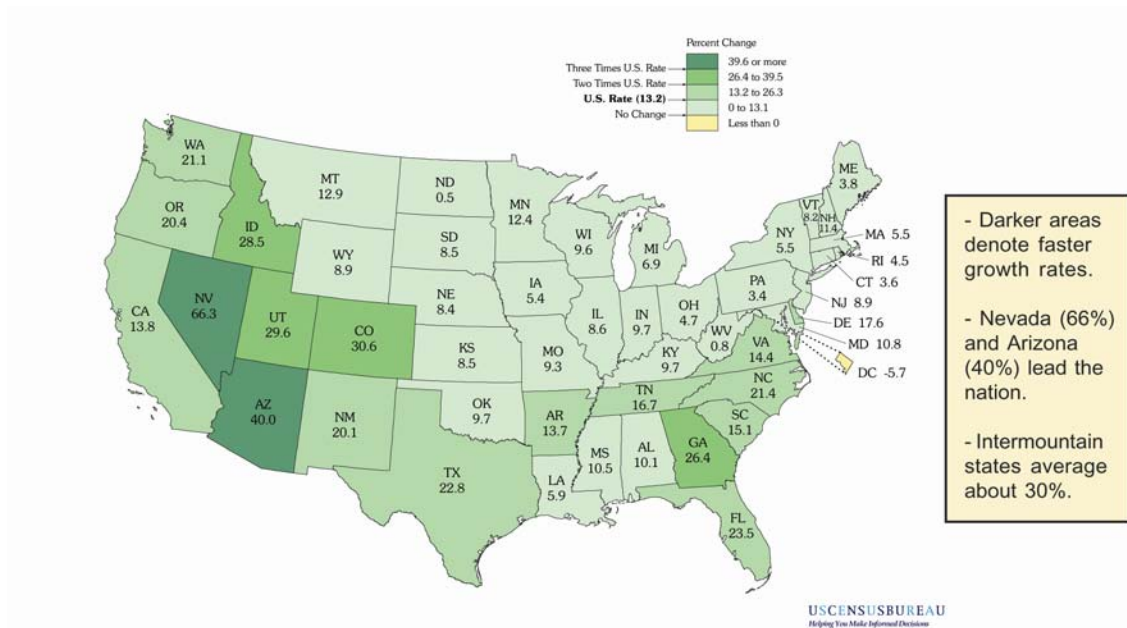 Percent Change
39.6 or more
Three Times U.S. Rate
26.4 to 39.5
Two Times U.S. Rate
13.2 to 26.3
U.S. Rate (13.2)
0 to 13.1
No Change
Less than 0
WA
21.1
OR
20.4
CA
13.8
NV
66.3
ID
28.5
MT
12.9
WY
8.9
UT
29.6
CO
30.6
AZ
40.0
NM
20.1
ND
0.5
SD
8.5
NE
8.4
KS
8.5
OK
9.7
TX
22.8
MN
12.4
IA
5.4
MO
9.3
AR
13.7
LA
5.9
WI
9.6
IL
8.6
MI
6.9
IN
9.7
OH
4.7
KY
9.7
TN
16.7
MS
10.5
AL
10.1
GA
26.4
FL
23.5
SC
15.1
NC
21.4
VA
14.4
WV
0.8
PA
3.4
NY
5.5
VT
8.2
NH
11.4
ME
3.8
MA 5.5
RI 4.5
CT 3.6
NJ 8.9
DE 17.6
MD 10.8
DC -5.7
- Darker areas
denote faster
growth rates.
- Nevada (66%)
and Arizona
(40%) lead the
nation.
- Intermountain
states average
about 30%.
USCENSUSBUREAU
Helping You Make Informed Decisions